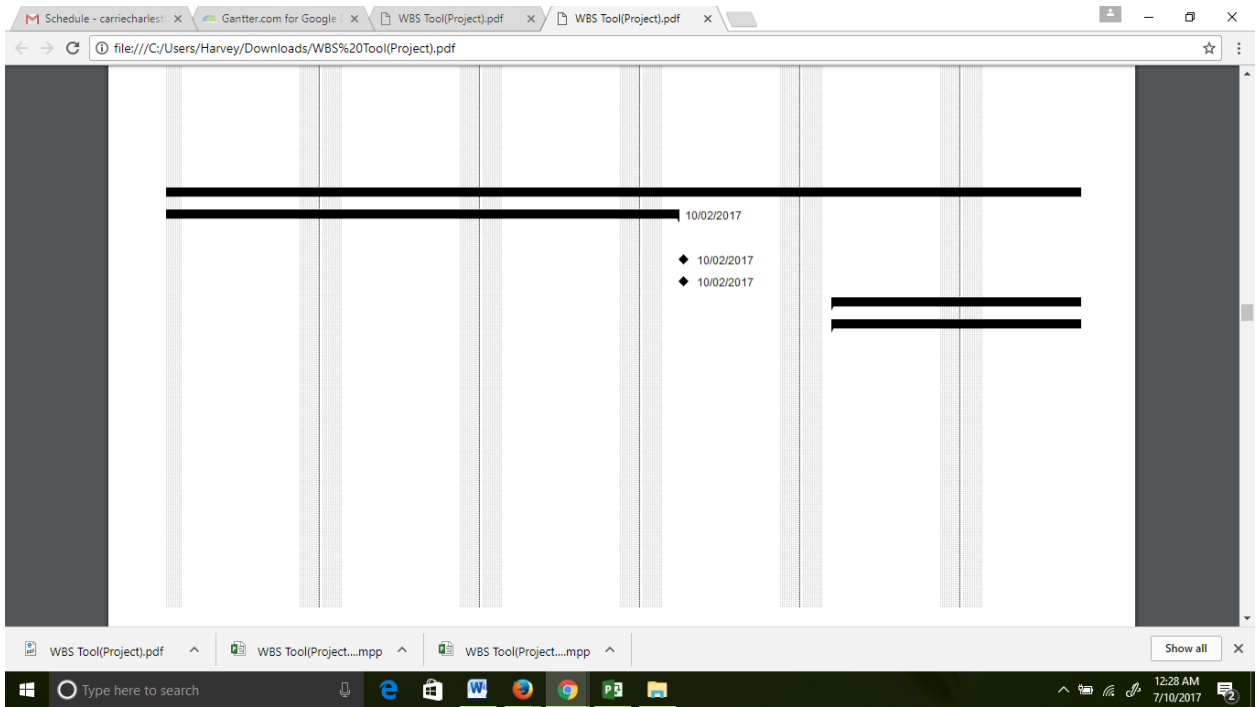 Schedule - carriecharlest
Gantter.com for Google
WBS Tool(Project).pdf
WBS Tool(Project).pdf
file:///C:/Users/Harvey/Downloads/WBS%20Tool(Project).pdf
10/02/2017
10/02/2017
10/02/2017
WBS Tool(Project).pdf
WBS Tool(Project....mpp
WBS Tool(Project....mpp
Show all
Type here to search
12:28 AM
7/10/2017
2